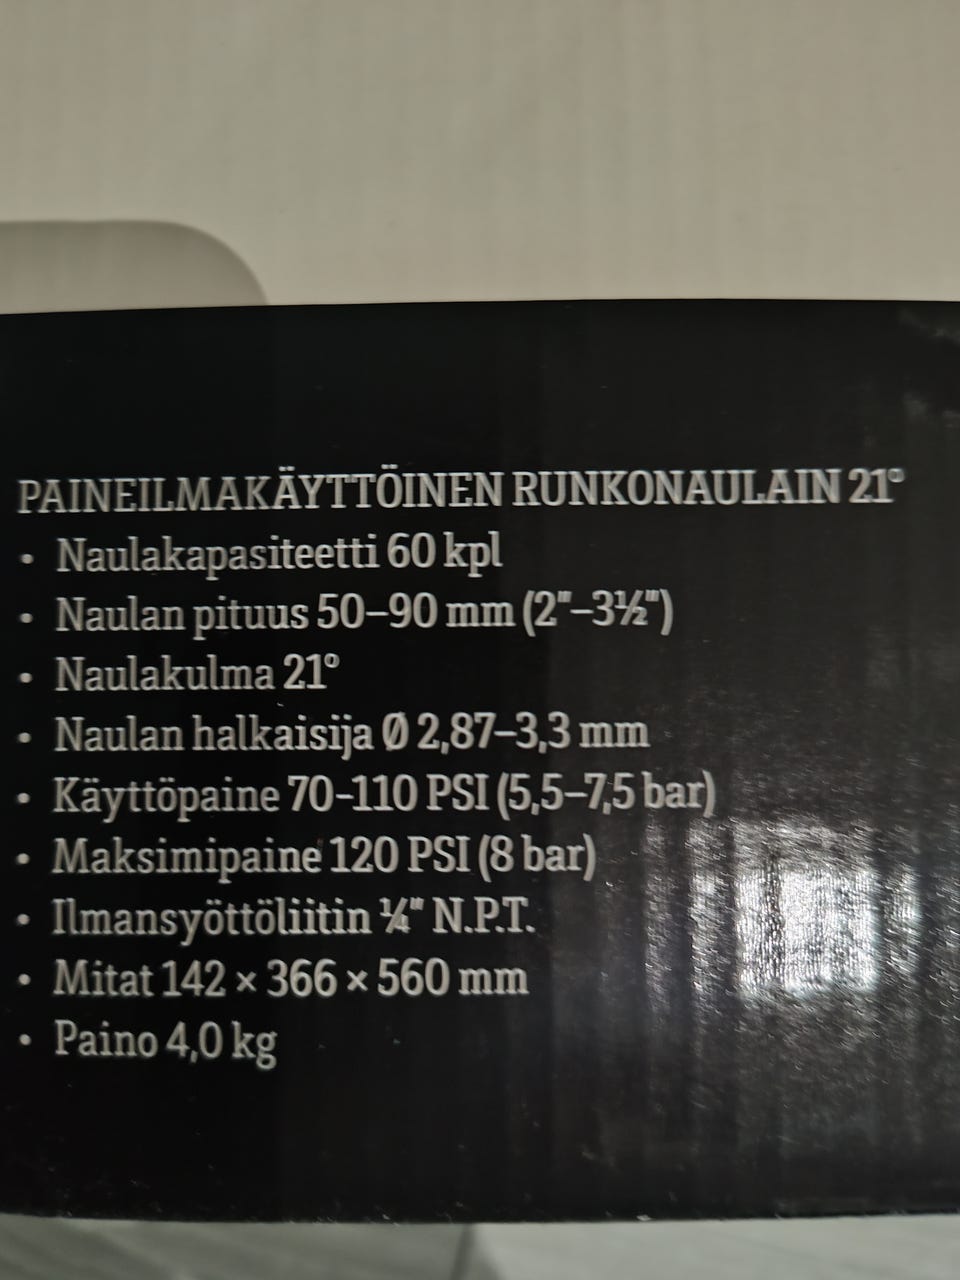 PAINEILMAKÄYTTÖINEN RUNKONAULAIN 21°
• Naulakapasiteetti 60 kpl
• Naulan pituus 50–90 mm (2"–3½")
• Naulakulma 21°
• Naulan halkaisija Ø 2,87–3,3 mm
• Käyttöpaine 70-110 PSI (5,5–7,5 bar)
• Maksimipaine 120 PSI (8 bar)
• Ilmansyöttöliitin ¼" N.P.T.
• Mitat 142 × 366 × 560 mm
• Paino 4,0 kg